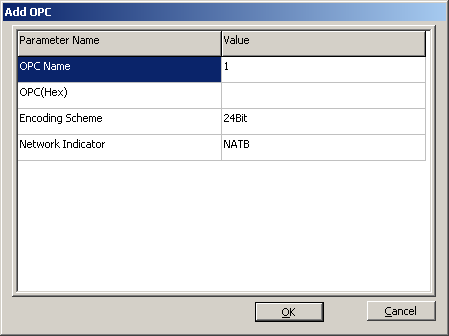 Add OPC
Parameter Name Value
OPC Name 1
OPC(Hex)
Encoding Scheme 24Bit
Network Indicator NATB
OK Cancel